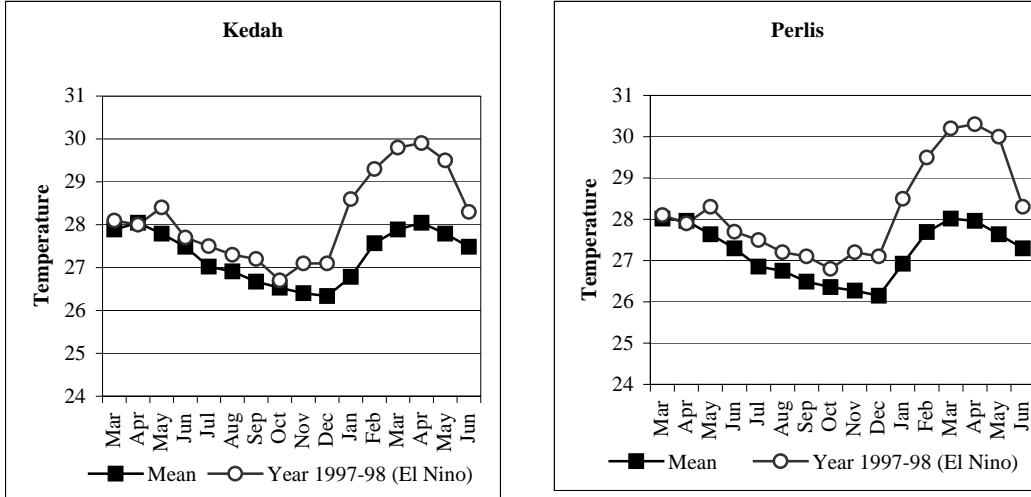 Kedah
31
30
29
28
27
26
25
24
Temperature
Mar
Apr
May
Jun
Jul
Aug
Sep
Oct
Nov
Dec
Jan
Feb
Mar
Apr
May
Jun
Mean
Year 1997-98 (El Nino)
Perlis
31
30
29
28
27
26
25
24
Temperature
Mar
Apr
May
Jun
Jul
Aug
Sep
Oct
Nov
Dec
Jan
Feb
Mar
Apr
May
Jun
Mean
Year 1997-98 (El Nino)